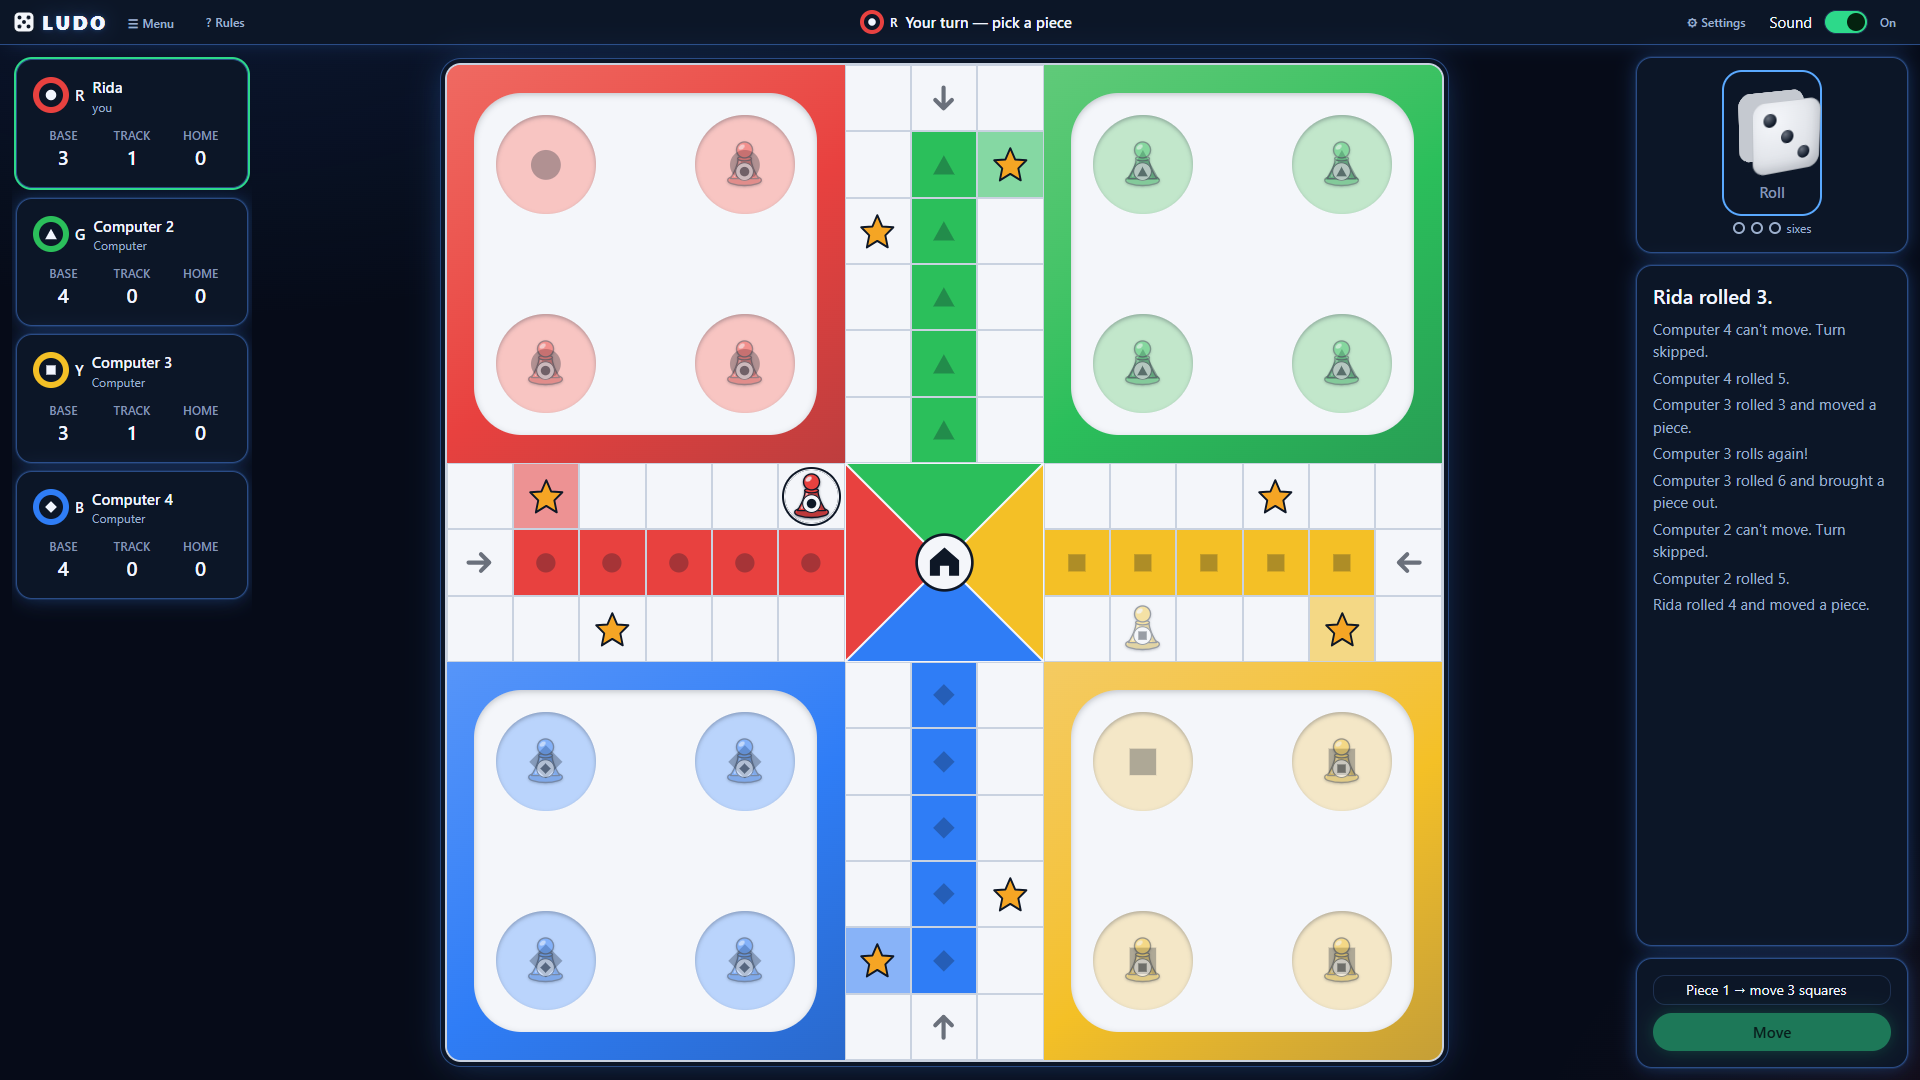 LUDO
☰ Menu
? Rules
R Your turn — pick a piece
⚙ Settings
Sound
On
R
Rida
you
BASE TRACK HOME
3 1 0
G
Computer 2
Computer
BASE TRACK HOME
4 0 0
Y
Computer 3
Computer
BASE TRACK HOME
3 1 0
B
Computer 4
Computer
BASE TRACK HOME
4 0 0
Roll
sixes
Rida rolled 3.
Computer 4 can't move. Turn
skipped.
Computer 4 rolled 5.
Computer 3 rolled 3 and moved a
piece.
Computer 3 rolls again!
Computer 3 rolled 6 and brought a
piece out.
Computer 2 can't move. Turn
skipped.
Computer 2 rolled 5.
Rida rolled 4 and moved a piece.
Piece 1 → move 3 squares
Move